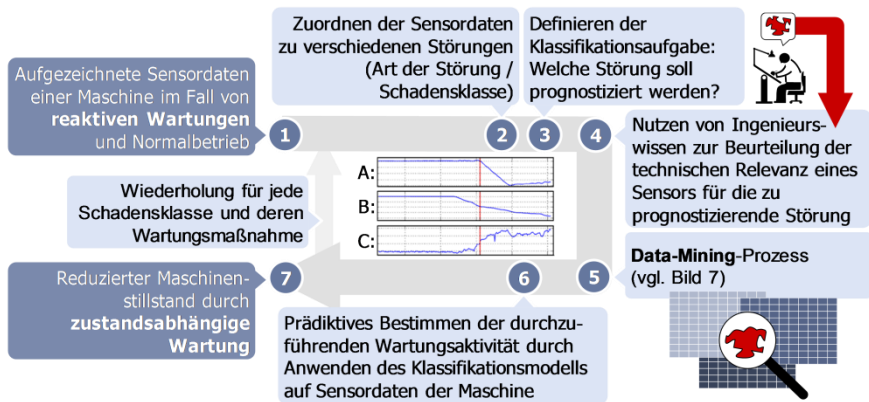 Aufgezeichnete Sensordaten
einer Maschine im Fall von
reaktiven Wartungen
und Normalbetrieb
1
Zuordnen der Sensordaten
zu verschiedenen Störungen
(Art der Störung /
Schadensklasse)
2
Definieren der
Klassifikationsaufgabe:
Welche Störung soll
prognostiziert werden?
3
4
Nutzen von Ingenieurs-
wissen zur Beurteilung der
technischen Relevanz eines
Sensors für die zu
prognostizierende Störung
A:
B:
C:
Wiederholung für jede
Schadensklasse und deren
Wartungsmaßnahme
5
Data-Mining-Prozess
(vgl. Bild 7)
6
Prädiktives Bestimmen der durchzu-
führenden Wartungsaktivität durch
Anwenden des Klassifikationsmodells
auf Sensordaten der Maschine
7
Reduzierter Maschinen-
stillstand durch
zustandsabhängige
Wartung